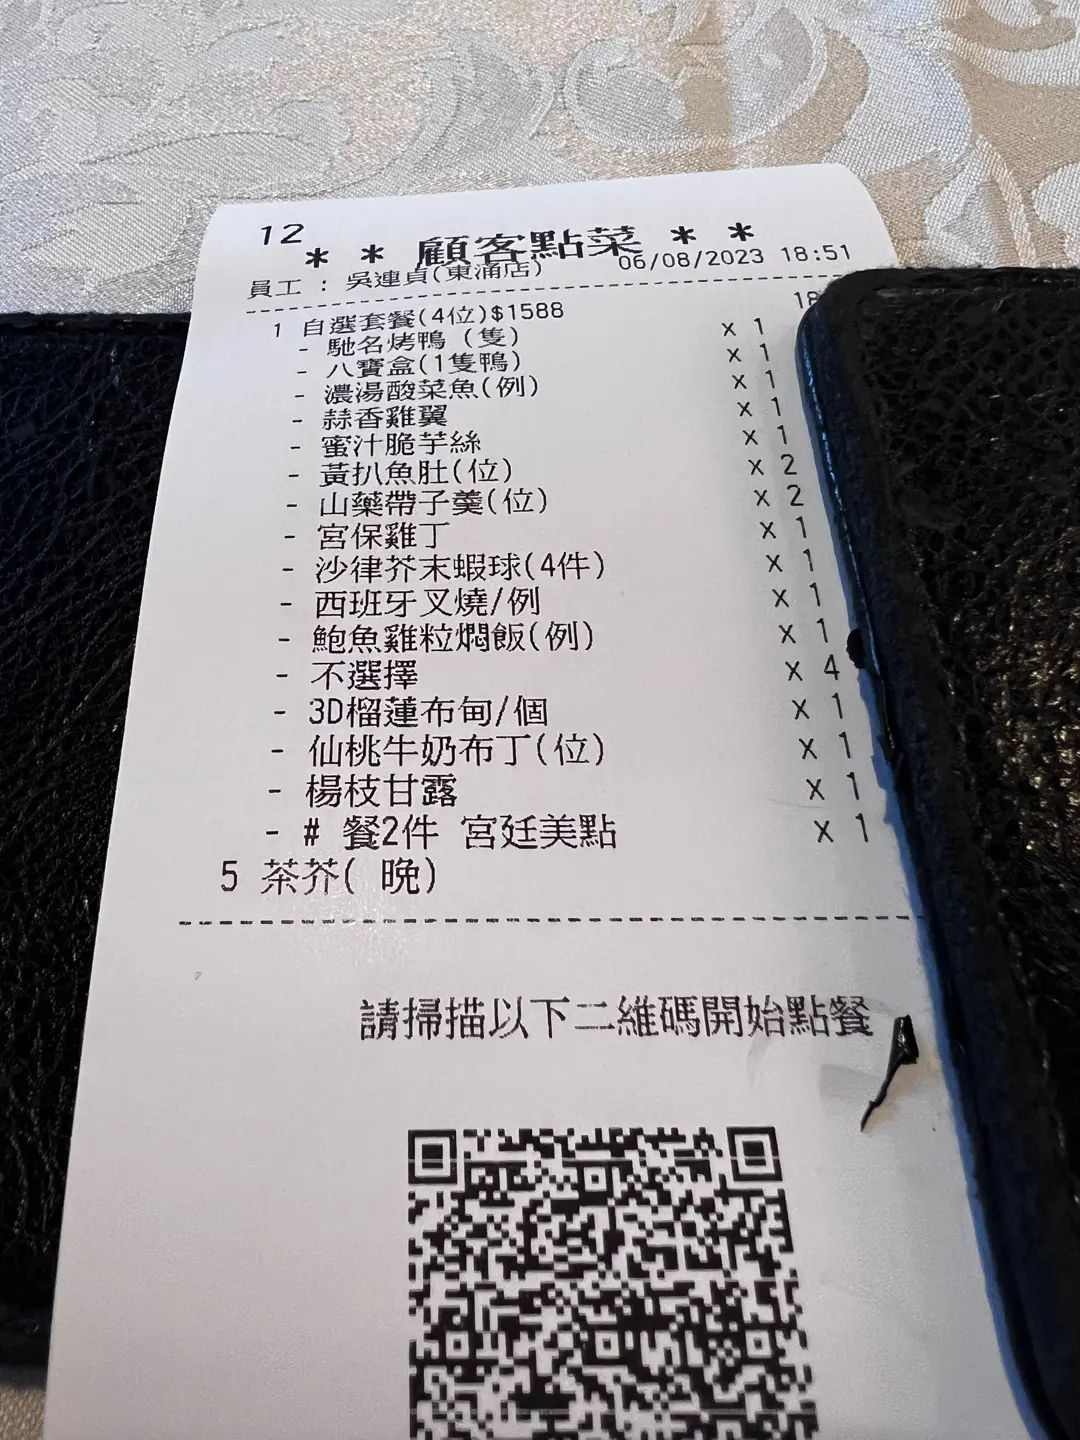 12
* * 顧客點菜 * *
員工 : 吳連貞(東涌店) 06/08/2023 18:51
1 自選套餐(4位)$1588
- 馳名烤鴨 (隻) x 1
- 八寶盒(1隻鴨) x 1
- 濃湯酸菜魚(例) x 1
- 蒜香雞翼 x 1
- 蜜汁脆芋絲 x 1
- 黃扒魚肚(位) x 2
- 山藥帶子羹(位) x 2
- 宮保雞丁 x 1
- 沙律芥末蝦球(4件) x 1
- 西班牙叉燒/例 x 1
- 鮑魚雞粒燜飯(例) x 1
- 不選擇 x 4
- 3D榴蓮布甸/個 x 1
- 仙桃牛奶布丁(位) x 1
- 楊枝甘露 x 1
- # 餐2件 宮廷美點 x 1
5 茶芥( 晚)
請掃描以下二維碼開始點餐